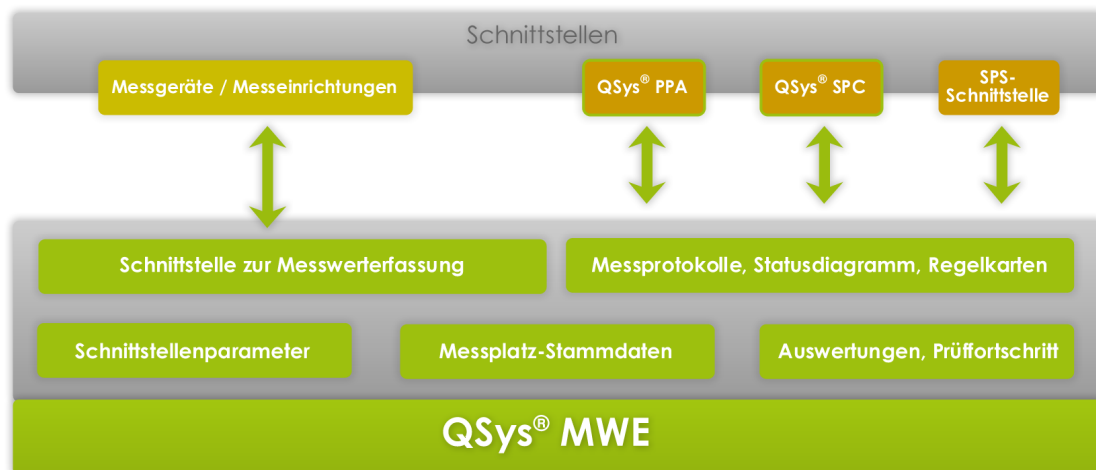 Schnittstellen
Messgeräte / Messeinrichtungen
QSys® PPA
QSys® SPC
SPS-
Schnittstelle
Schnittstelle zur Messwerterfassung
Messprotokolle, Statusdiagramm, Regelkarten
Schnittstellenparameter
Messplatz-Stammdaten
Auswertungen, Prüffortschritt
QSys® MWE